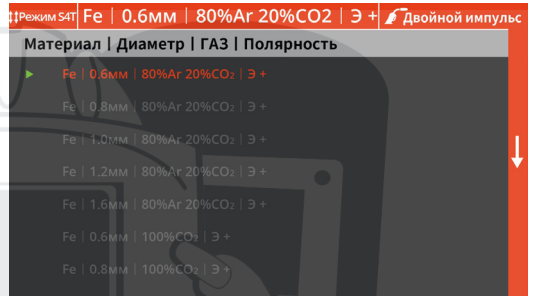 Режим S4T Fe | 0.6мм | 80%Ar 20%CO2 | Э + Двойной импульс
Материал | Диаметр | ГАЗ | Полярность
Fe | 0.6мм | 80%Ar 20%CO₂ | Э +
Fe | 0.8мм | 80%Ar 20%CO₂ | Э +
Fe | 1.0мм | 80%Ar 20%CO₂ | Э +
Fe | 1.2мм | 80%Ar 20%CO₂ | Э +
Fe | 1.6мм | 80%Ar 20%CO₂ | Э +
Fe | 0.6мм | 100%CO₂ | Э +
Fe | 0.8мм | 100%CO₂ | Э +